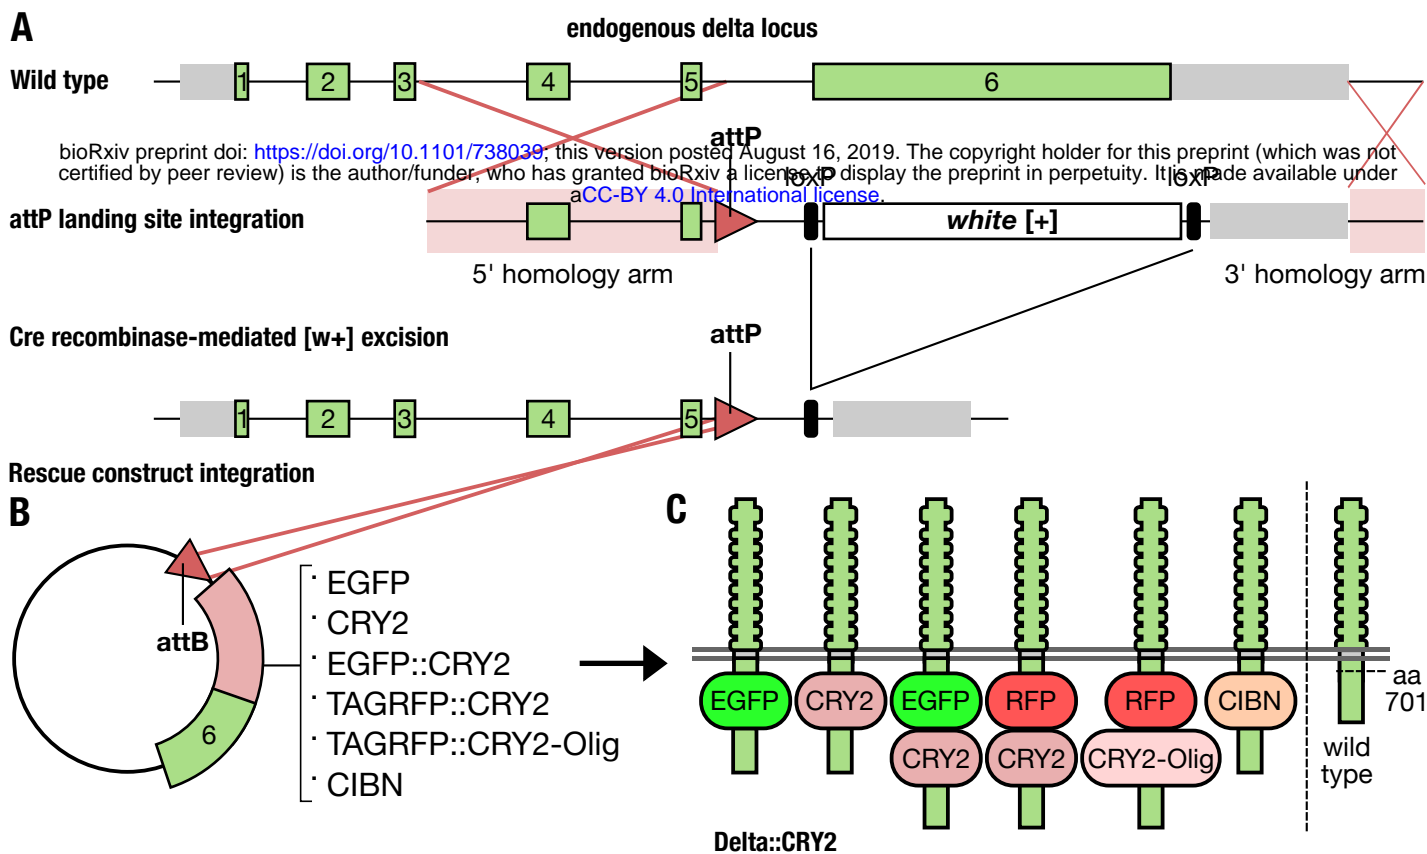 A
endogenous delta locus
Wild type
1 2 3 4 5 6
attP
bioRxiv preprint doi: https://doi.org/10.1101/738039; this version posted August 16, 2019. The copyright holder for this preprint (which was not
certified by peer review) is the author/funder, who has granted bioRxiv a license to display the preprint in perpetuity. It is made available under
aCC-BY 4.0 International license.
loxP loxP
attP landing site integration
white [+]
5' homology arm 3' homology arm
Cre recombinase-mediated [w+] excision
attP
1 2 3 4 5
Rescue construct integration
B
attB
6
· EGFP
· CRY2
· EGFP::CRY2
· TAGRFP::CRY2
· TAGRFP::CRY2-Olig
· CIBN
C
EGFP CRY2 EGFP RFP RFP CIBN
CRY2 CRY2 CRY2-Olig
aa
701
wild
type
Delta::CRY2